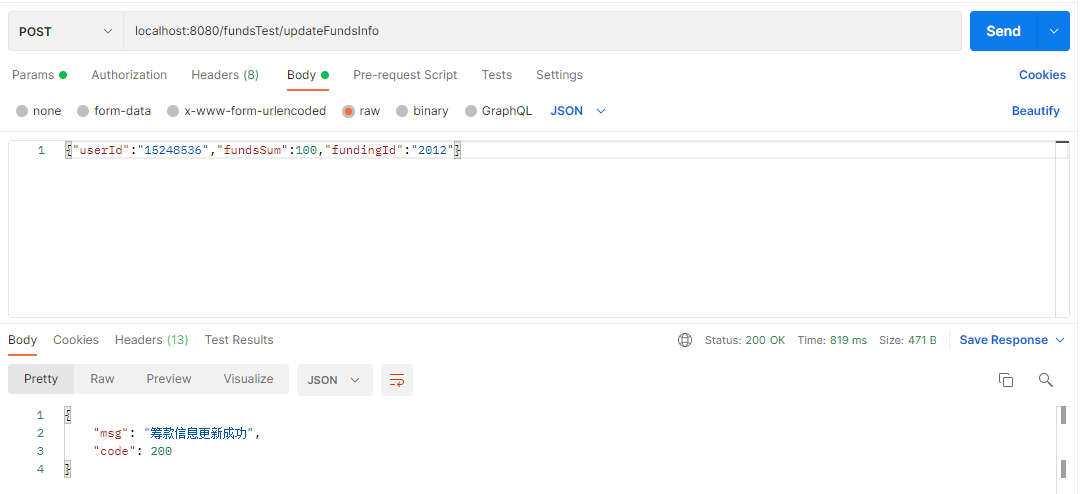 POST localhost:8080/fundsTest/updateFundsInfo Send
Params Authorization Headers (8) Body Pre-request Script Tests Settings Cookies
none form-data x-www-form-urlencoded raw binary GraphQL JSON Beautify
1 {"userId":"15248536","fundsSum":100,"fundingId":"2012"}
Body Cookies Headers (13) Test Results Status: 200 OK Time: 819 ms Size: 471 B Save Response
Pretty Raw Preview Visualize JSON
1 {
2 "msg": "筹款信息更新成功",
3 "code": 200
4 }